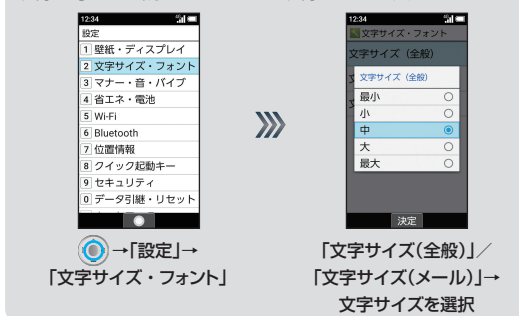 12:34
設定
1 壁紙・ディスプレイ
2 文字サイズ・フォント
3 マナー・音・バイブ
4 省エネ・電池
5 Wi-Fi
6 Bluetooth
7 位置情報
8 クイック起動キー
9 セキュリティ
0 データ引継・リセット
→「設定」→
「文字サイズ・フォント」
12:34
文字サイズ・フォント
文字サイズ（全般）
文字サイズ（全般）
最小
小
中
大
最大
決定
「文字サイズ(全般)」／
「文字サイズ(メール)」→
文字サイズを選択